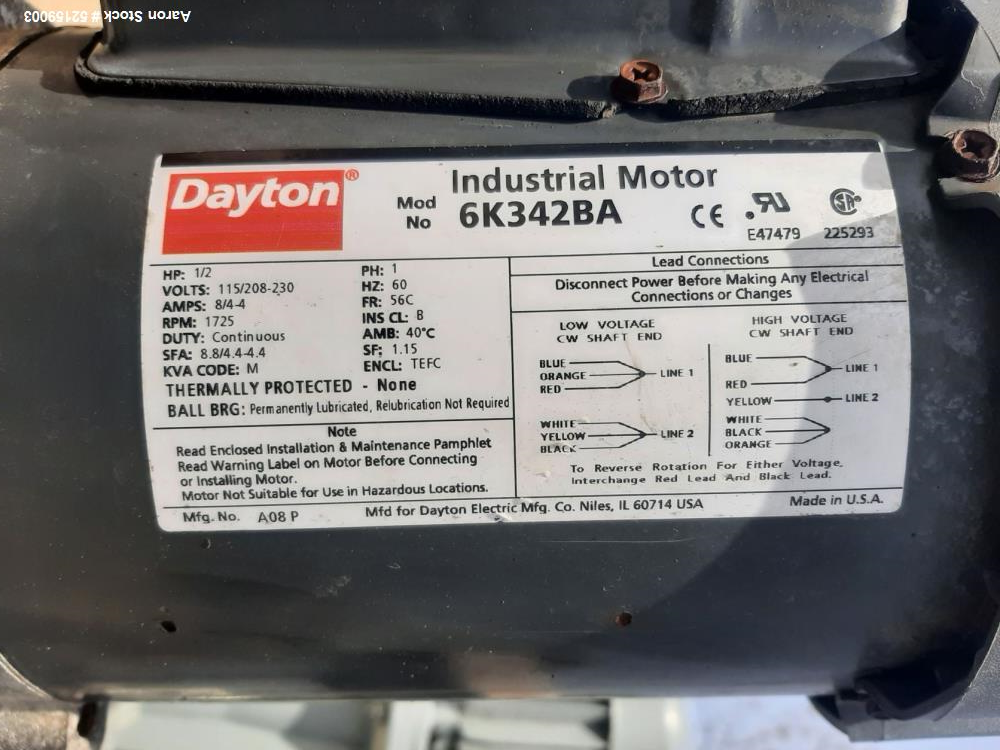 Aaron Stock # 52159003
Dayton®
Industrial Motor
Mod No 6K342BA
CE
RU
E47479
SA
225293
HP: 1/2
VOLTS: 115/208-230
AMPS: 8/4-4
RPM: 1725
DUTY: Continuous
SFA: 8.8/4.4-4.4
KVA CODE: M
PH: 1
HZ: 60
FR: 56C
INS CL: B
AMB: 40°C
SF: 1.15
ENCL: TEFC
THERMALLY PROTECTED - None
BALL BRG: Permanently Lubricated, Relubrication Not Required
Note
Read Enclosed Installation & Maintenance Pamphlet
Read Warning Label on Motor Before Connecting
or Installing Motor.
Motor Not Suitable for Use in Hazardous Locations.
Lead Connections
Disconnect Power Before Making Any Electrical
Connections or Changes
LOW VOLTAGE
CW SHAFT END
BLUE
ORANGE
RED
LINE 1
WHITE
YELLOW
BLACK
LINE 2
HIGH VOLTAGE
CW SHAFT END
BLUE
RED
LINE 1
YELLOW
LINE 2
WHITE
BLACK
ORANGE
To Reverse Rotation For Either Voltage,
Interchange Red Lead And Black Lead.
Mfg. No. A08 P
Mfd for Dayton Electric Mfg. Co. Niles, IL 60714 USA
Made in U.S.A.